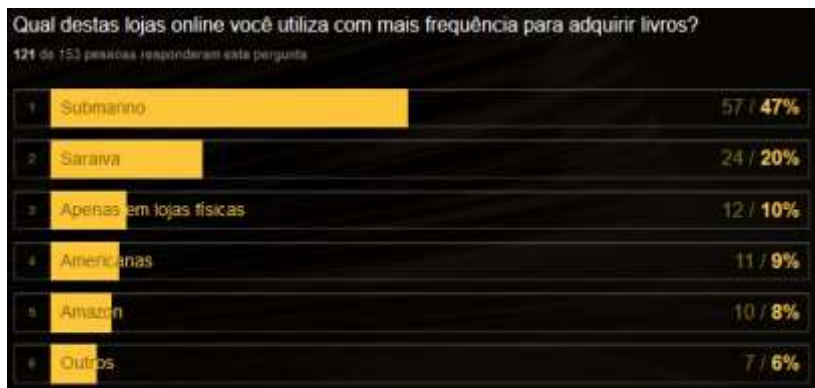 Qual destas lojas online você utiliza com mais frequência para adquirir livros?
121 de 153 pessoas responderam esta pergunta
1 Submarino 57 / 47%
2 Saraiva 24 / 20%
3 Apenas em lojas físicas 12 / 10%
4 Americanas 11 / 9%
5 Amazon 10 / 8%
6 Outros 7 / 6%